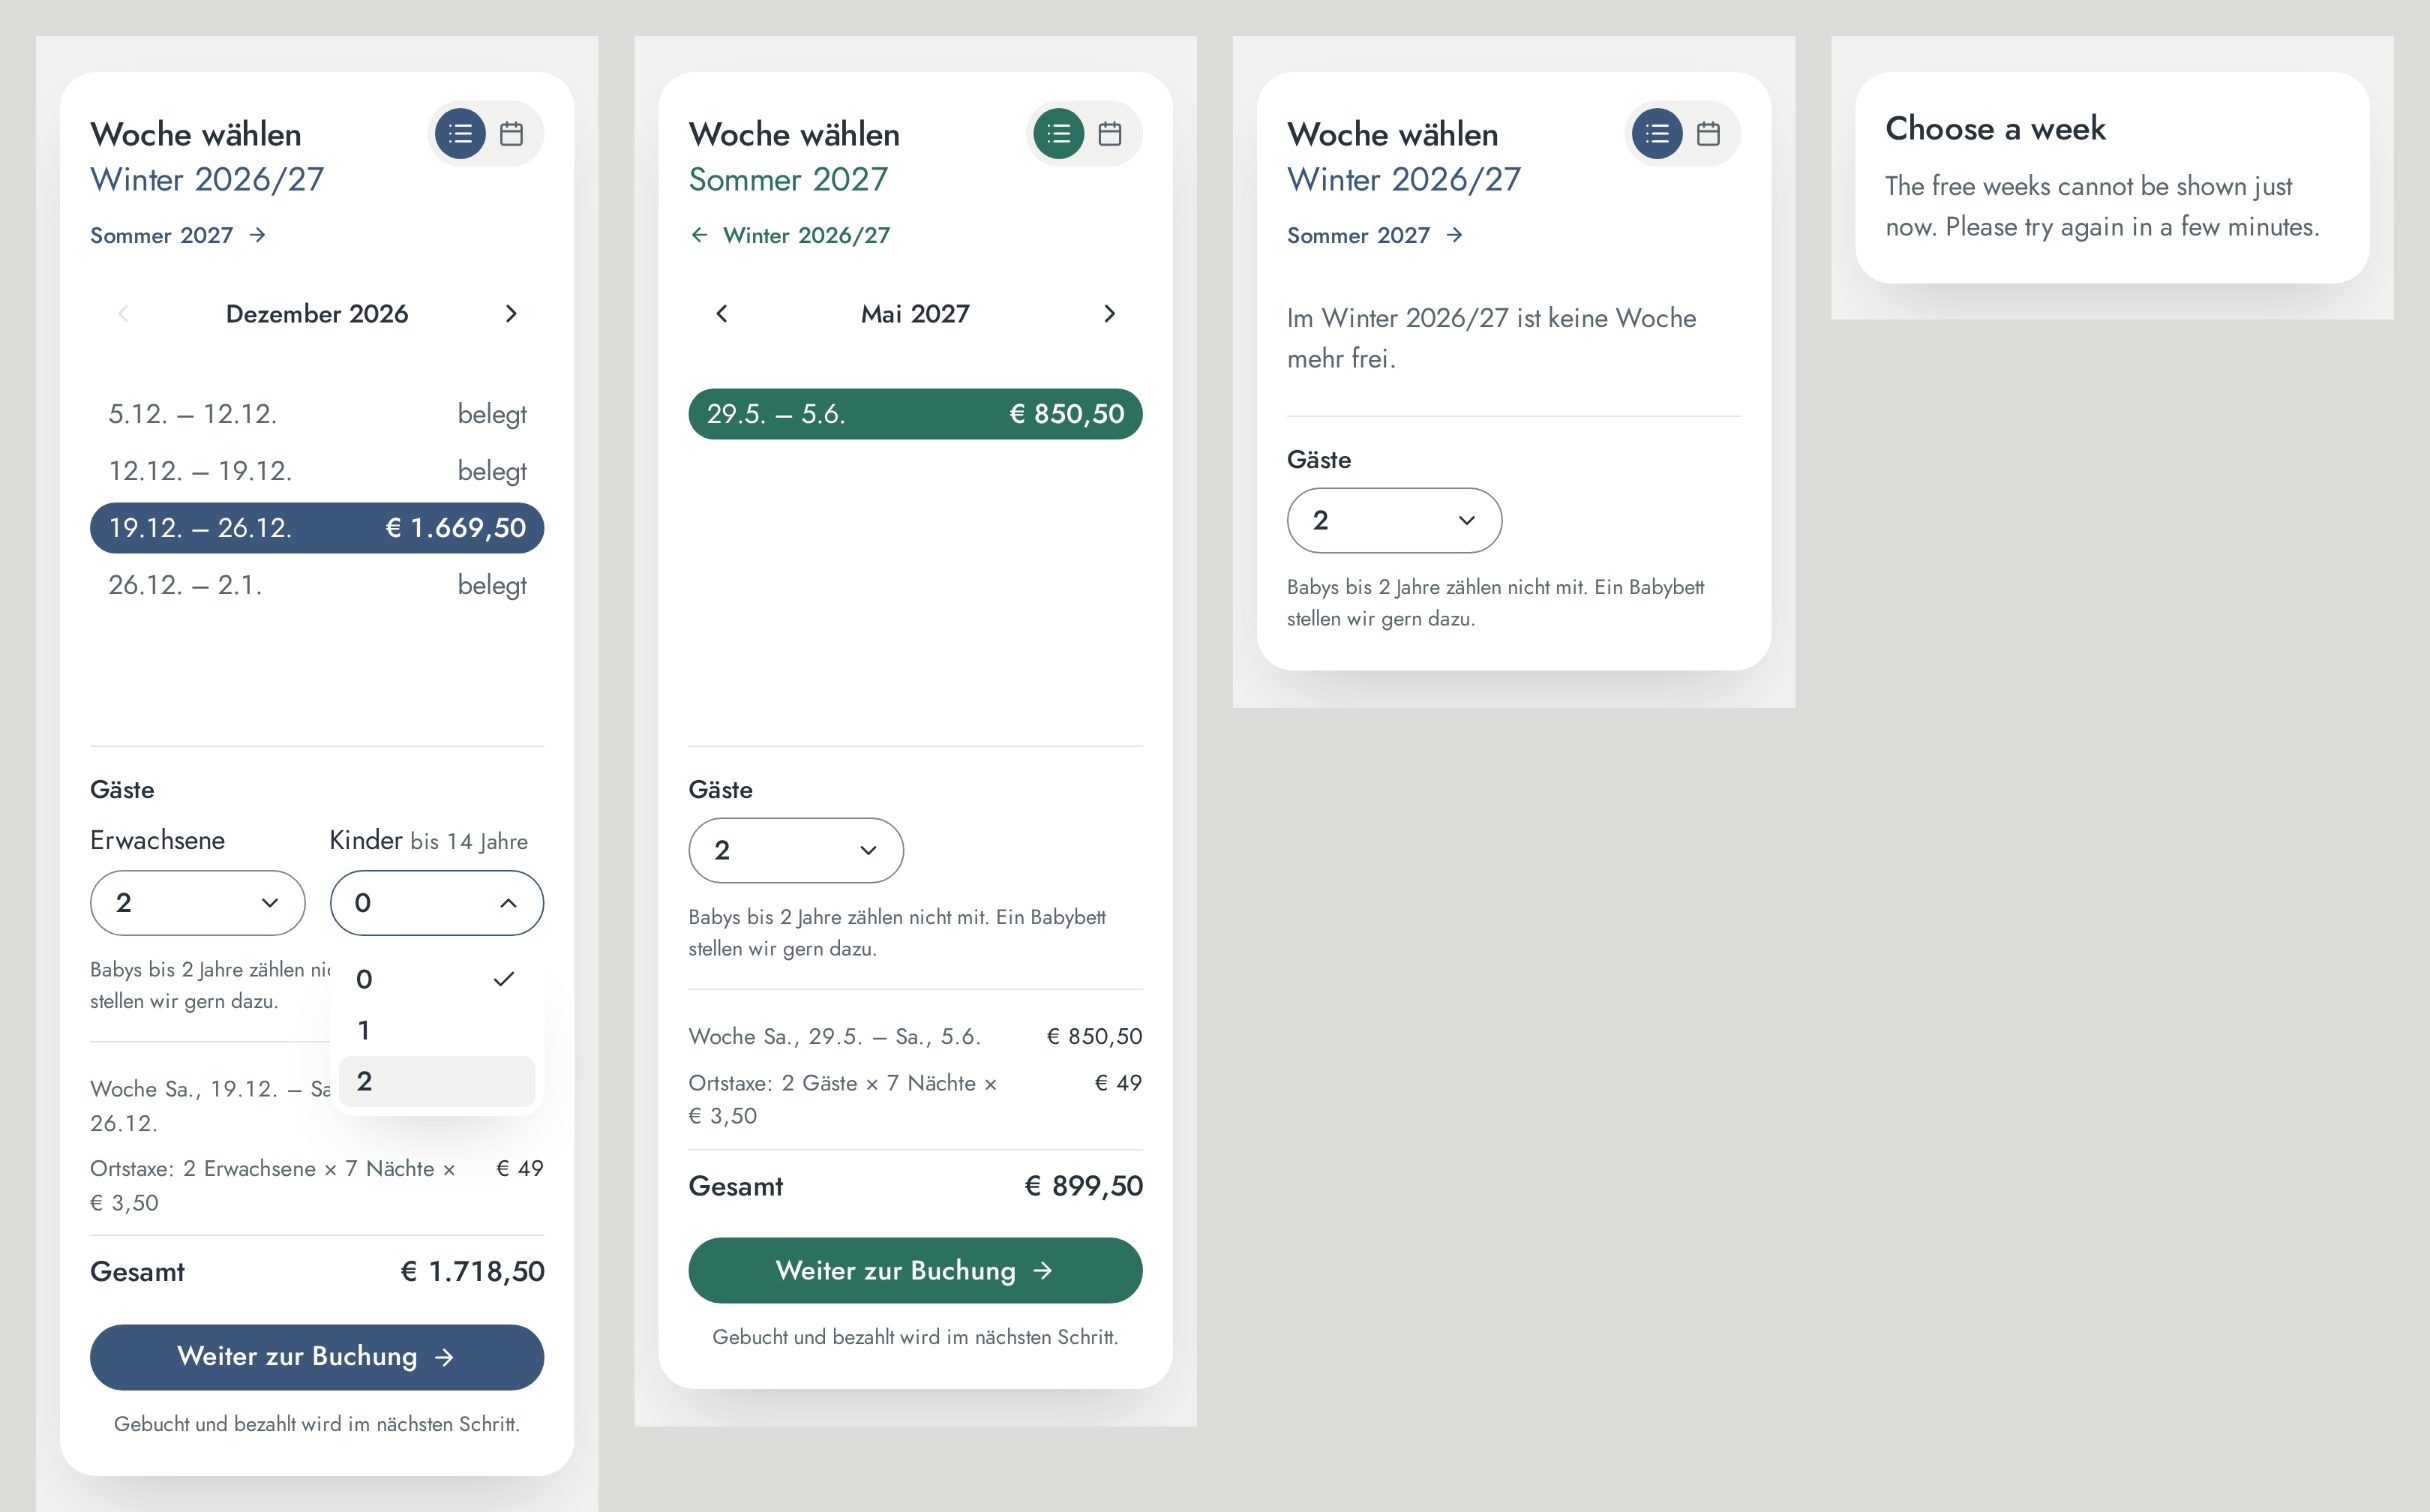 Woche wählen
Winter 2026/27
Sommer 2027
Dezember 2026
5.12. – 12.12. belegt
12.12. – 19.12. belegt
19.12. – 26.12. € 1.669,50
26.12. – 2.1. belegt
Gäste
Erwachsene
2
Kinder bis 14 Jahre
0
0
1
2
Babys bis 2 Jahre zählen
stellen wir gern dazu.
Woche Sa., 19.12. –
26.12.
Ortstaxe: 2 Erwachsene × 7 Nächte × € 49
€ 3,50
Gesamt € 1.718,50
Weiter zur Buchung
Gebucht und bezahlt wird im nächsten Schritt.
Woche wählen
Sommer 2027
Winter 2026/27
Mai 2027
29.5. – 5.6. € 850,50
Gäste
2
Babys bis 2 Jahre zählen nicht mit. Ein Babybett
stellen wir gern dazu.
Woche Sa., 29.5. – Sa., 5.6. € 850,50
Ortstaxe: 2 Gäste × 7 Nächte × € 49
€ 3,50
Gesamt € 899,50
Weiter zur Buchung
Gebucht und bezahlt wird im nächsten Schritt.
Woche wählen
Winter 2026/27
Sommer 2027
Im Winter 2026/27 ist keine Woche
mehr frei.
Gäste
2
Babys bis 2 Jahre zählen nicht mit. Ein Babybett
stellen wir gern dazu.
Choose a week
The free weeks cannot be shown just
now. Please try again in a few minutes.